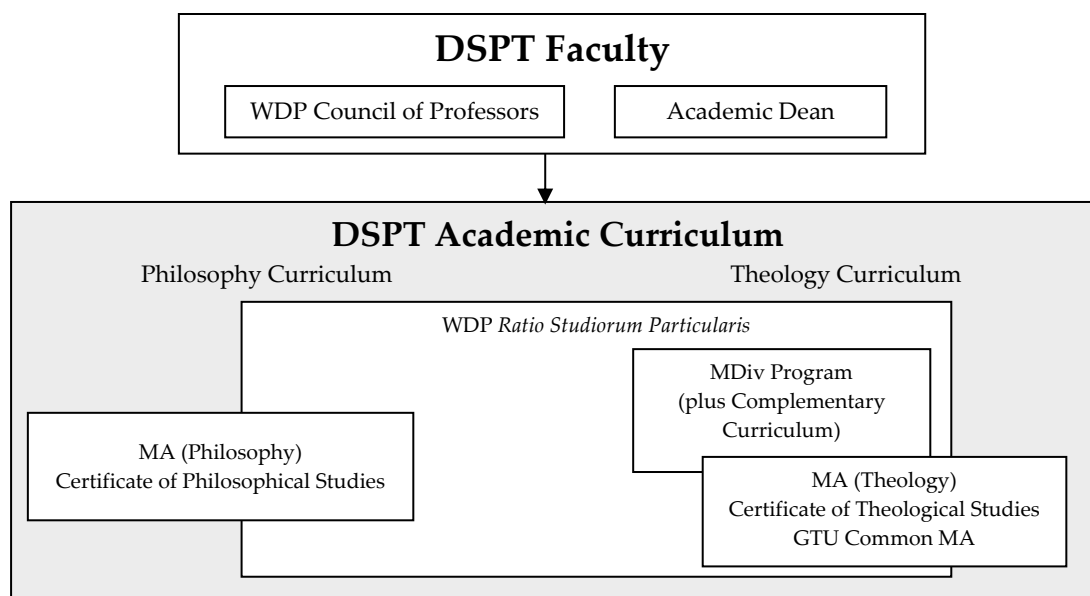 DSPT Faculty
WDP Council of Professors
Academic Dean
DSPT Academic Curriculum
Philosophy Curriculum
Theology Curriculum
WDP Ratio Studiorum Particularis
MDiv Program
(plus Complementary
Curriculum)
MA (Philosophy)
Certificate of Philosophical Studies
MA (Theology)
Certificate of Theological Studies
GTU Common MA